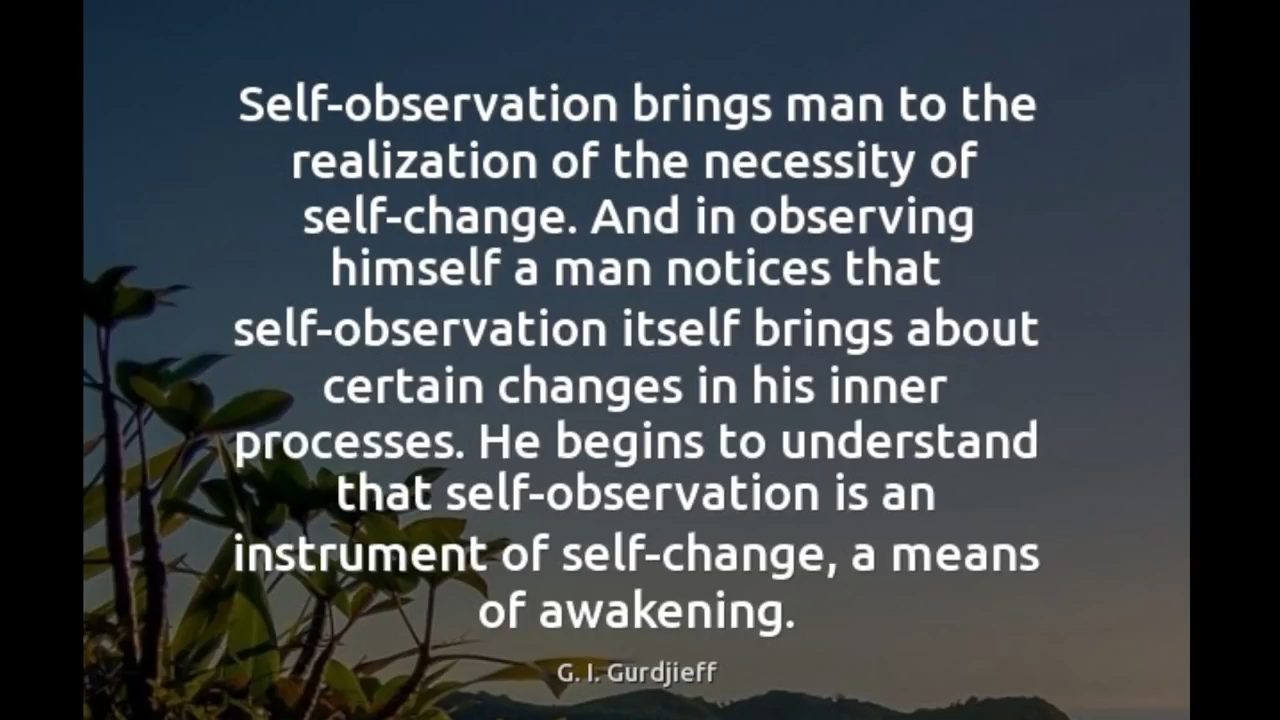 Self-observation brings man to the
realization of the necessity of
self-change. And in observing
himself a man notices that
self-observation itself brings about
certain changes in his inner
processes. He begins to understand
that self-observation is an
instrument of self-change, a means
of awakening.
G. I. Gurdjieff